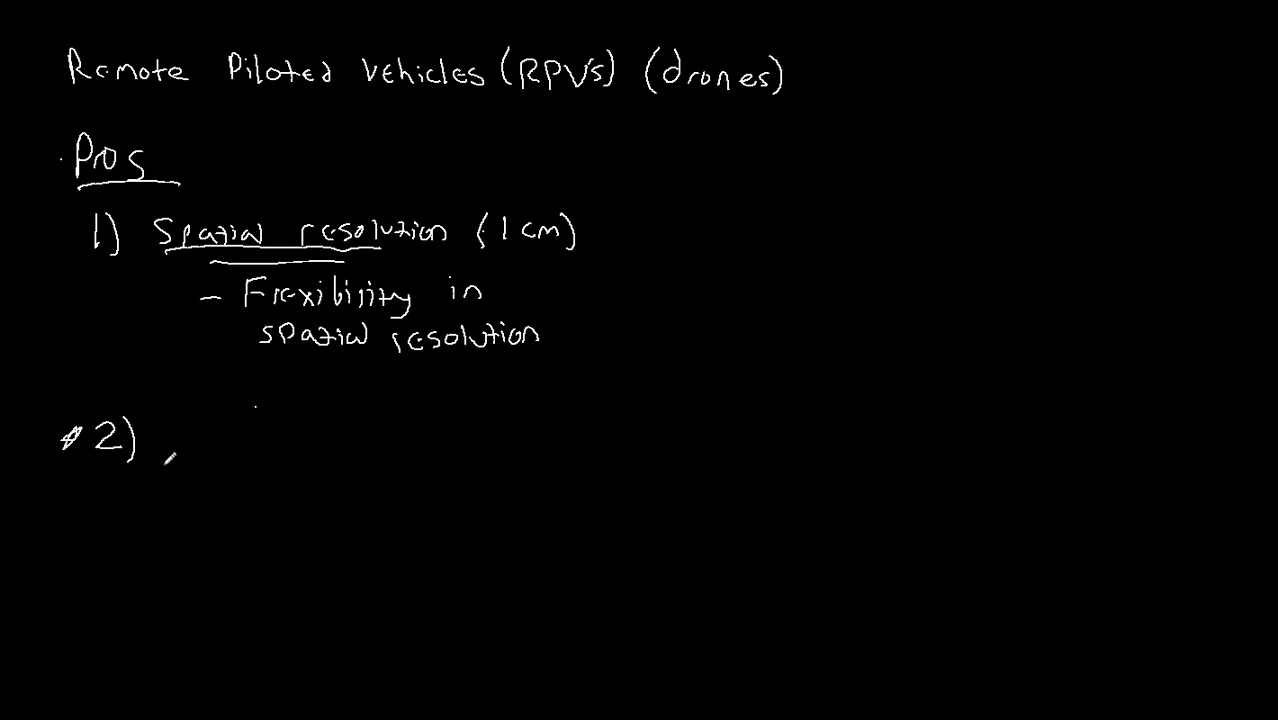 Remote Piloted Vehicles (RPV's) (drones)
Pros
1) Spatial resolution (1 cm)
- Flexibility in
spatial resolution
2)